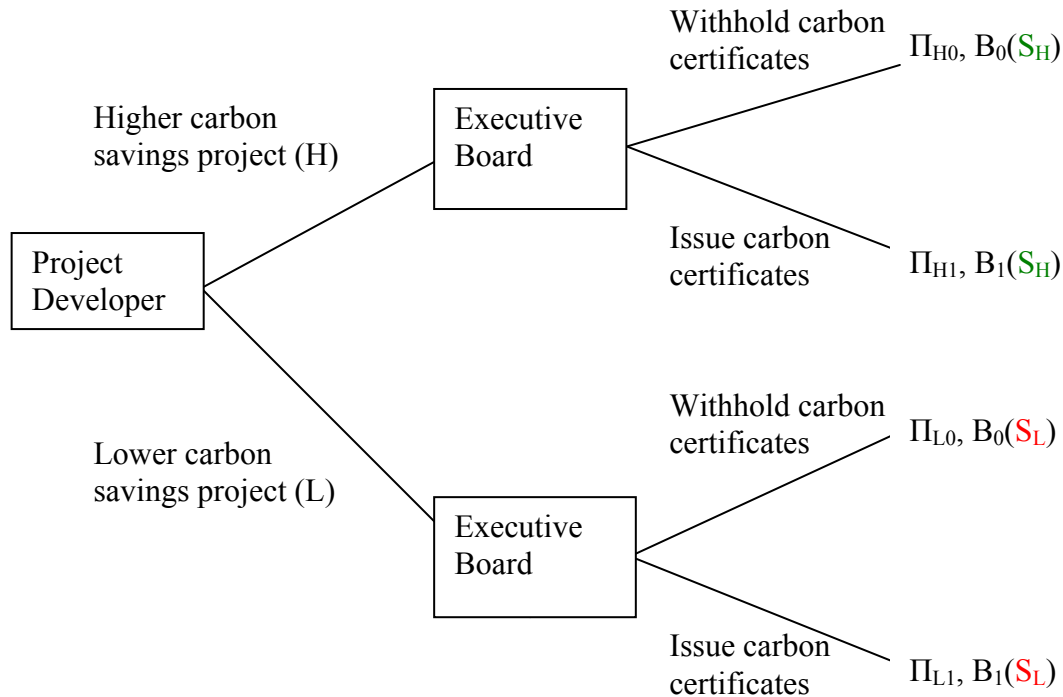 Withhold carbon
certificates
Π_H0, B_0(S_H)
Higher carbon
savings project (H)
Executive
Board
Issue carbon
certificates
Π_H1, B_1(S_H)
Project
Developer
Withhold carbon
certificates
Π_L0, B_0(S_L)
Lower carbon
savings project (L)
Executive
Board
Issue carbon
certificates
Π_L1, B_1(S_L)